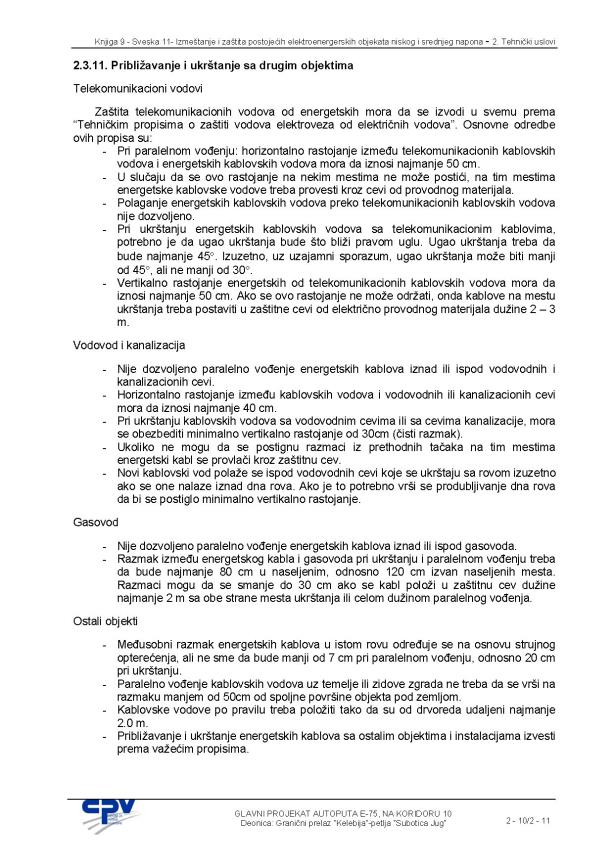 Knjiga 9 - Sveska 11- Izmeštanje i zaštita postojećih elektroenergerskih objekata niskog i srednjeg napona - 2. Tehnički uslovi
2.3.11. Približavanje i ukrštanje sa drugim objektima
Telekomunikacioni vodovi
Zaštita telekomunikacionih vodova od energetskih mora da se izvodi u svemu prema
“Tehničkim propisima o zaštiti vodova elektroveza od električnih vodova”. Osnovne odredbe
ovih propisa su:
- Pri paralelnom vođenju: horizontalno rastojanje između telekomunikacionih kablovskih
vodova i energetskih kablovskih vodova mora da iznosi najmanje 50 cm.
- U slučaju da se ovo rastojanje na nekim mestima ne može postići, na tim mestima
energetske kablovske vodove treba provesti kroz cevi od provodnog materijala.
- Polaganje energetskih kablovskih vodova preko telekomunikacionih kablovskih vodova
nije dozvoljeno.
- Pri ukrštanju energetskih kablovskih vodova sa telekomunikacionim kablovima,
potrebno je da ugao ukrštanja bude što bliži pravom uglu. Ugao ukrštanja treba da
bude najmanje 45°. Izuzetno, uz uzajamni sporazum, ugao ukrštanja može biti manji
od 45°, ali ne manji od 30°.
- Vertikalno rastojanje energetskih od telekomunikacionih kablovskih vodova mora da
iznosi najmanje 50 cm. Ako se ovo rastojanje ne može održati, onda kablove na mestu
ukrštanja treba postaviti u zaštitne cevi od električno provodnog materijala dužine 2 – 3
m.
Vodovod i kanalizacija
- Nije dozvoljeno paralelno vođenje energetskih kablova iznad ili ispod vodovodnih i
kanalizacionih cevi.
- Horizontalno rastojanje između kablovskih vodova i vodovodnih ili kanalizacionih cevi
mora da iznosi najmanje 40 cm.
- Pri ukrštanju kablovskih vodova sa vodovodnim cevima ili sa cevima kanalizacije, mora
se obezbediti minimalno vertikalno rastojanje od 30cm (čisti razmak).
- Ukoliko ne mogu da se postignu razmaci iz prethodnih tačaka na tim mestima
energetski kabl se provlači kroz zaštitnu cev.
- Novi kablovski vod polaže se ispod vodovodnih cevi koje se ukrštaju sa rovom izuzetno
ako se one nalaze iznad dna rova. Ako je to potrebno vrši se produbljivanje dna rova
da bi se postiglo minimalno vertikalno rastojanje.
Gasovod
- Nije dozvoljeno paralelno vođenje energetskih kablova iznad ili ispod gasovoda.
- Razmak između energetskog kabla i gasovoda pri ukrštanju i paralelnom vođenju treba
da bude najmanje 80 cm u naseljenim, odnosno 120 cm izvan naseljenih mesta.
Razmaci mogu da se smanje do 30 cm ako se kabl položi u zaštitnu cev dužine
najmanje 2 m sa obe strane mesta ukrštanja ili celom dužinom paralelnog vođenja.
Ostali objekti
- Međusobni razmak energetskih kablova u istom rovu određuje se na osnovu strujnog
opterećenja, ali ne sme da bude manji od 7 cm pri paralelnom vođenju, odnosno 20 cm
pri ukrštanju.
- Paralelno vođenje kablovskih vodova uz temelje ili zidove zgrada ne treba da se vrši na
razmaku manjem od 50cm od spoljne površine objekta pod zemljom.
- Kablovske vodove po pravilu treba položiti tako da su od drvoreda udaljeni najmanje
2.0 m.
- Približavanje i ukrštanje energetskih kablova sa ostalim objektima i instalacijama izvesti
prema važećim propisima.
cpv
GLAVNI PROJEKAT AUTOPUTA E-75, NA KORIDORU 10
Deonica: Granični prelaz "Kelebija"-petlja "Subotica Jug"
2 - 10/2 - 11